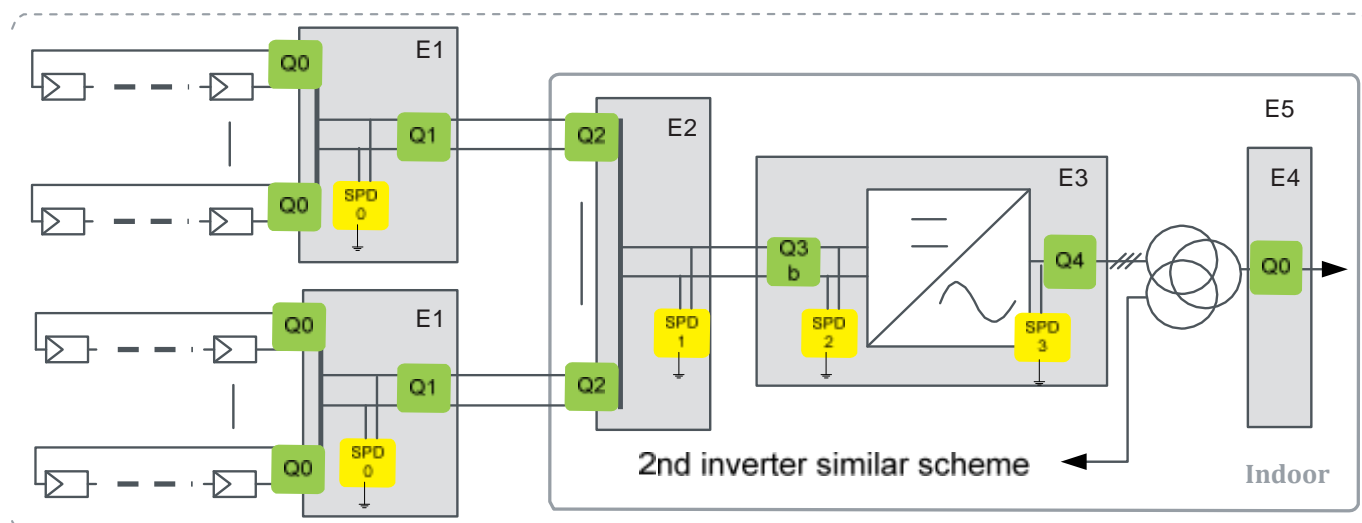 E1
Q0
Q1
SPD
0
Q0
E1
Q0
Q1
SPD
0
Q0
E2
Q2
SPD
1
Q2
E3
Q3
b
SPD
2
Q4
SPD
3
E5
E4
Q0
2nd inverter similar scheme
Indoor